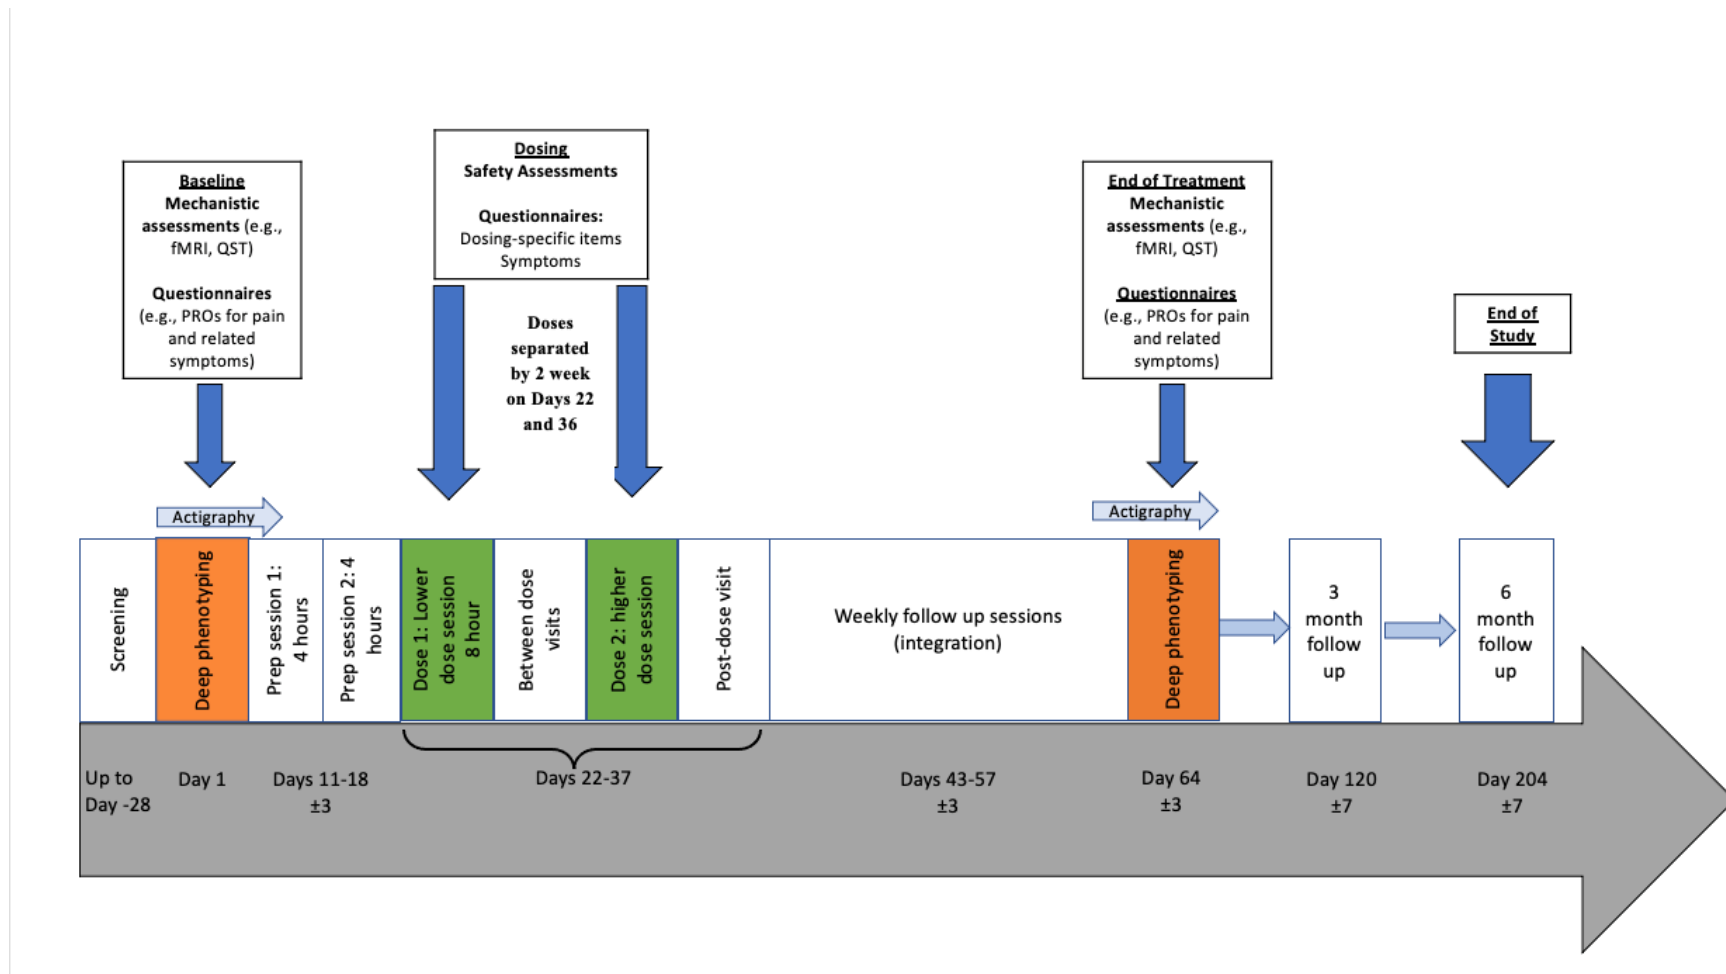 Baseline
Mechanistic
assessments (e.g.,
fMRI, QST)
Questionnaires
(e.g., PROs for pain
and related
symptoms)
Dosing
Safety Assessments
Questionnaires:
Dosing-specific items
Symptoms
Doses
separated
by 2 week
on Days 22
and 36
End of Treatment
Mechanistic
assessments (e.g.,
fMRI, QST)
Questionnaires
(e.g., PROs for pain
and related
symptoms)
End of
Study
Actigraphy
Actigraphy
Screening
Deep phenotyping
Prep session 1:
4 hours
Prep session 2: 4
hours
Dose 1: Lower
dose session
8 hour
Between dose
visits
Dose 2: higher
dose session
Post-dose visit
Weekly follow up sessions
(integration)
Deep phenotyping
3
month
follow
up
6
month
follow
up
Up to
Day -28
Day 1
Days 11-18
±3
Days 22-37
Days 43-57
±3
Day 64
±3
Day 120
±7
Day 204
±7